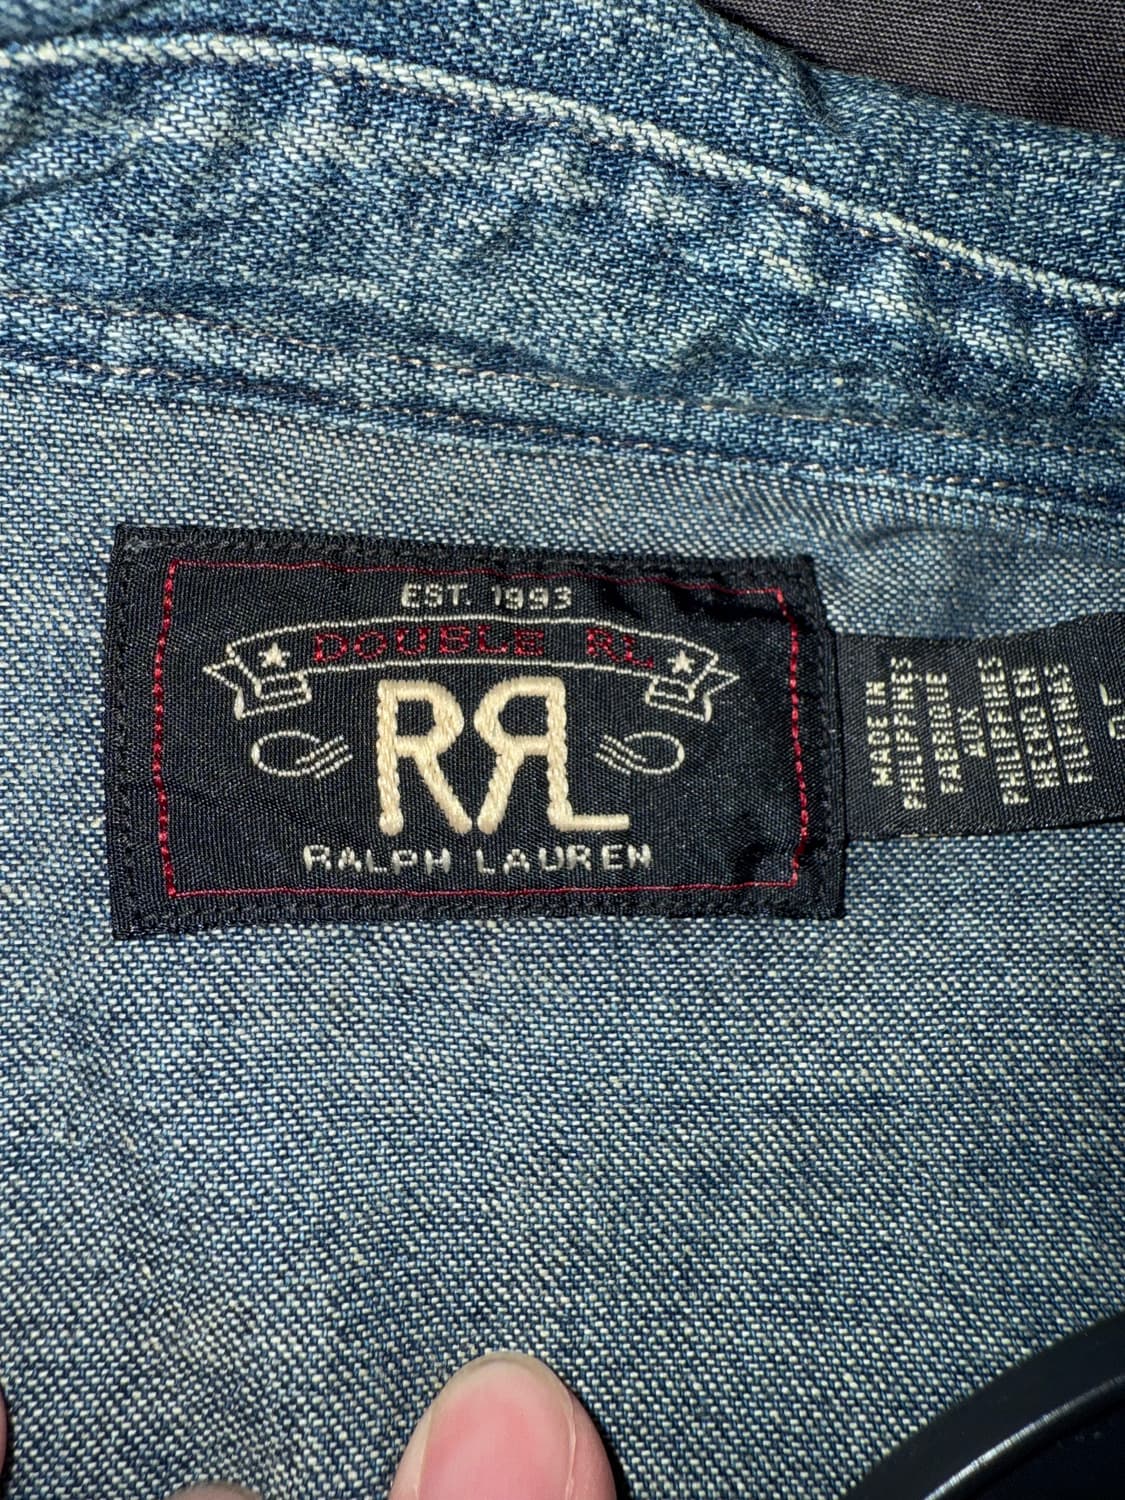 EST. 1993
DOUBLE RL
RRL
RALPH LAUREN
MADE IN
PHILIPPINES
FABRIQUE
AUX
PHILIPPINES
HECHO EN
FILIPINAS